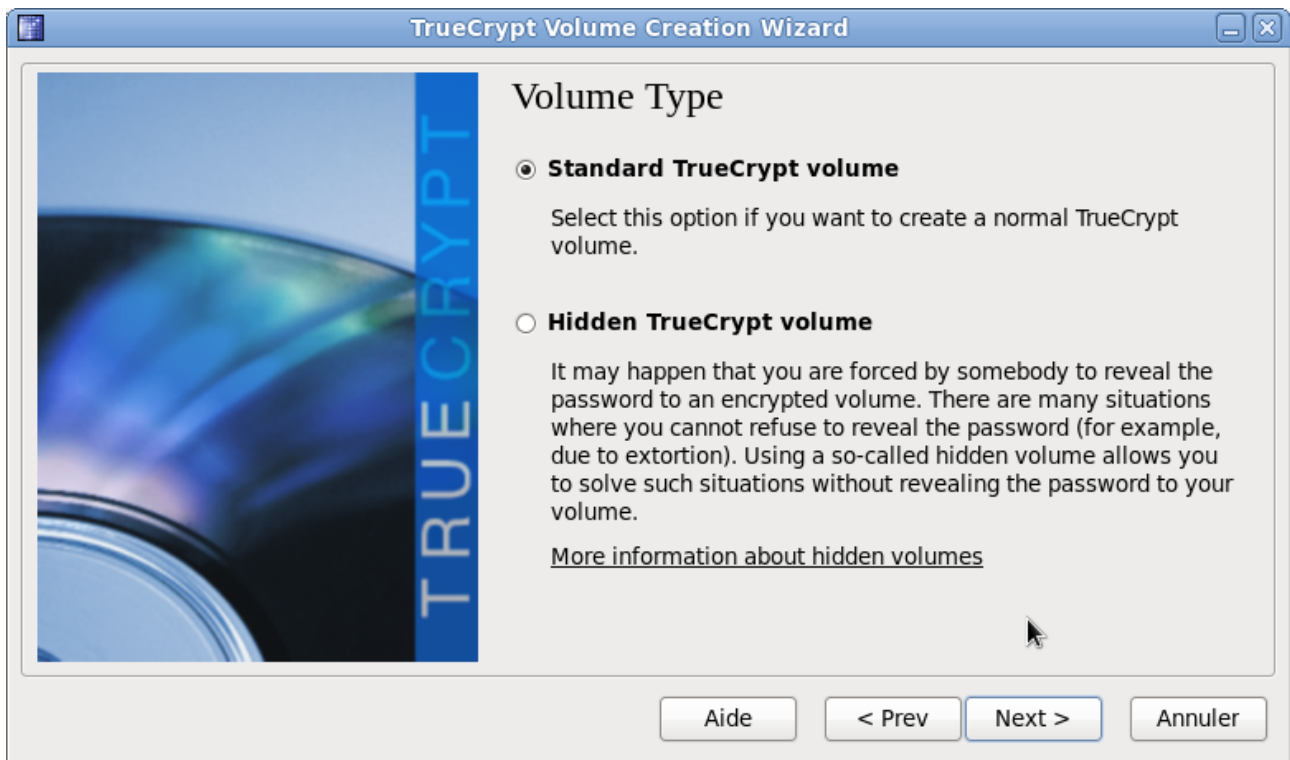 TrueCrypt Volume Creation Wizard
TRUECRYPT
Volume Type
Standard TrueCrypt volume
Select this option if you want to create a normal TrueCrypt
volume.
Hidden TrueCrypt volume
It may happen that you are forced by somebody to reveal the
password to an encrypted volume. There are many situations
where you cannot refuse to reveal the password (for example,
due to extortion). Using a so-called hidden volume allows you
to solve such situations without revealing the password to your
volume.
More information about hidden volumes
Aide
< Prev
Next >
Annuler